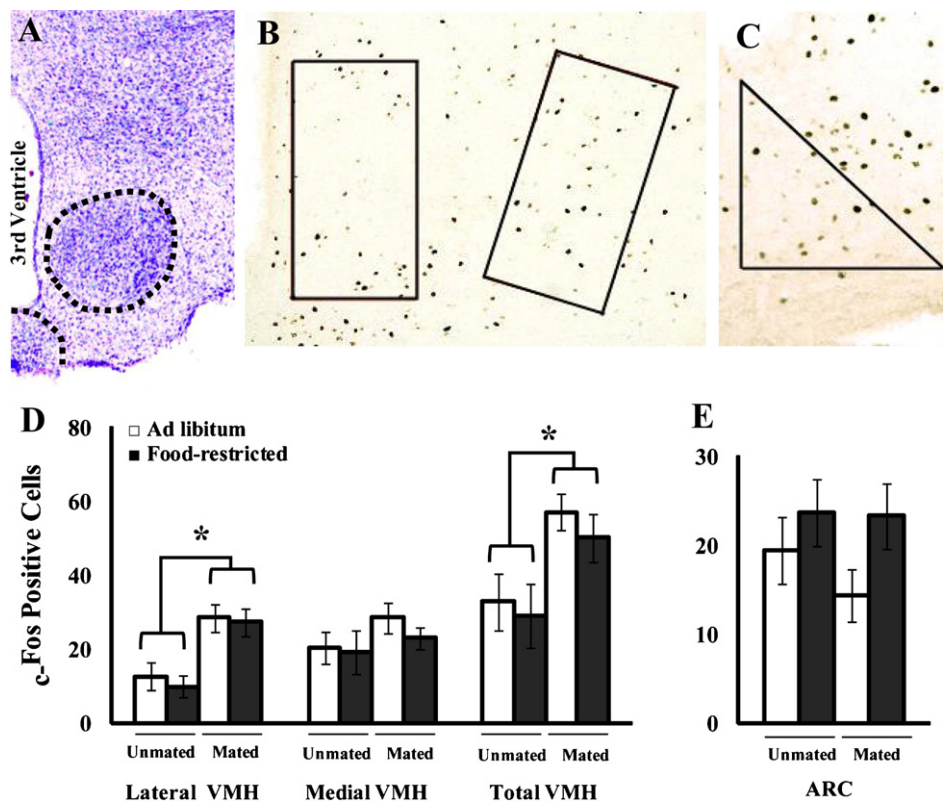 A
B
C
3rd Ventricle
D
E
Ad libitum
Food-restricted
c-Fos Positive Cells
80
60
40
20
0
*
*
30
20
10
0
Unmated Mated Unmated Mated Unmated Mated
Lateral VMH Medial VMH Total VMH
Unmated Mated
ARC